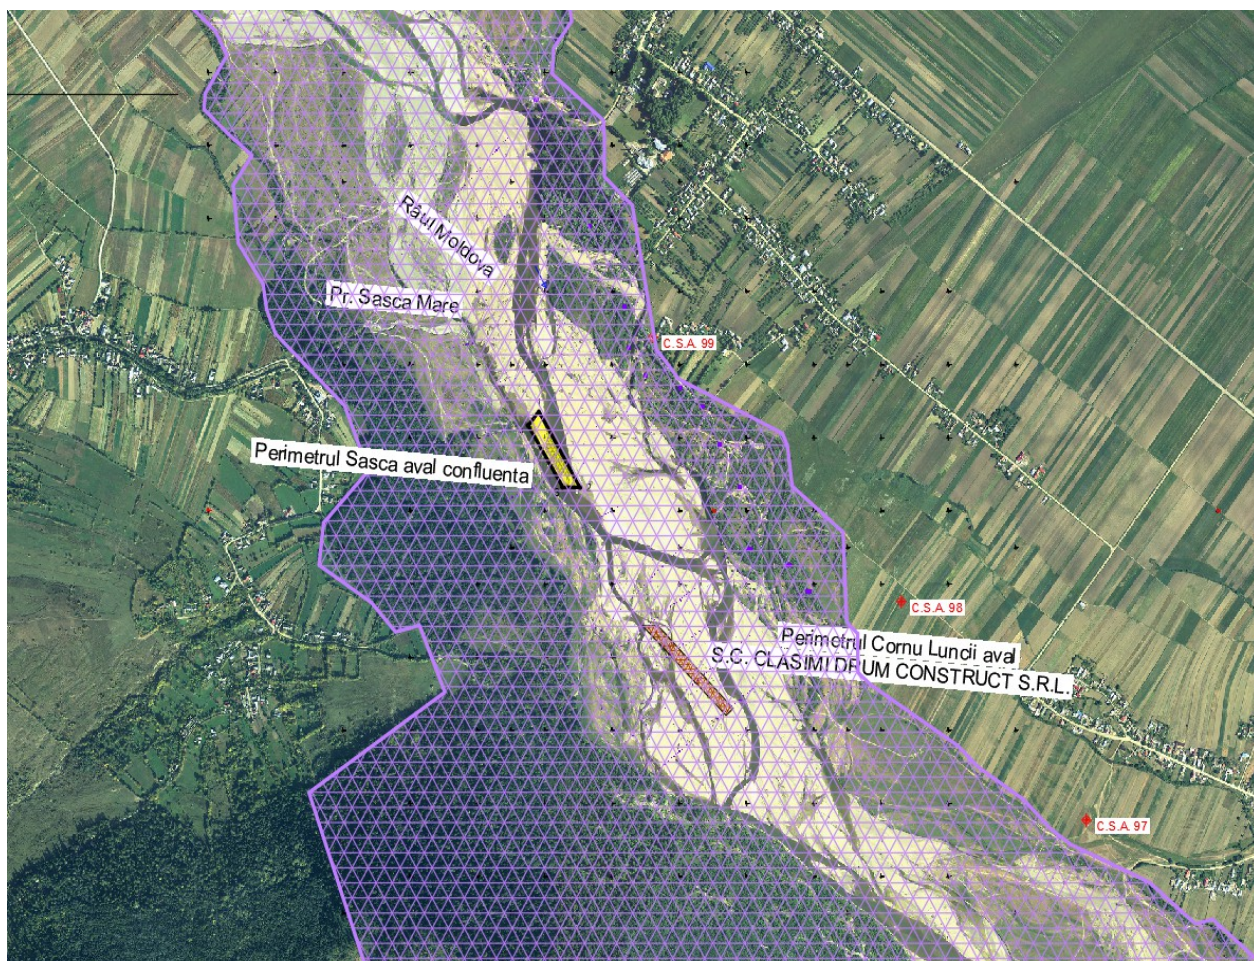 Râul Moldova
Pr. Sasca Mare
C.S.A. 99
Perimetrul Sasca aval confluenta
C.S.A. 98
Perimetrul Cornu Luncii aval
S.C. CLASIMI DRUM CONSTRUCT S.R.L.
C.S.A. 97